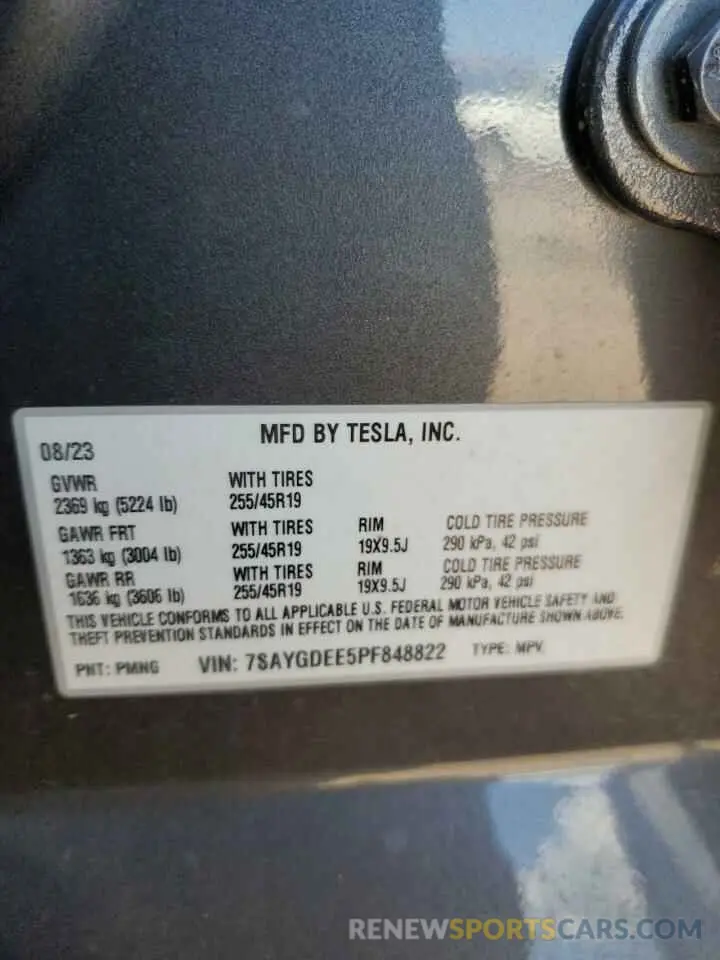 MFD BY TESLA, INC.
08/23
GVWR WITH TIRES
2369 kg (5224 lb) 255/45R19
GAWR FRT WITH TIRES RIM COLD TIRE PRESSURE
1363 kg (3004 lb) 255/45R19 19X9.5J 290 kPa, 42 psi
GAWR RR WITH TIRES RIM COLD TIRE PRESSURE
1636 kg (3606 lb) 255/45R19 19X9.5J 290 kPa, 42 psi
THIS VEHICLE CONFORMS TO ALL APPLICABLE U.S. FEDERAL MOTOR VEHICLE SAFETY AND
THEFT PREVENTION STANDARDS IN EFFECT ON THE DATE OF MANUFACTURE SHOWN ABOVE.
PNT: PMNG VIN: 7SAYGDEE5PF848822 TYPE: MPV
RENEWSPORTSCARS.COM